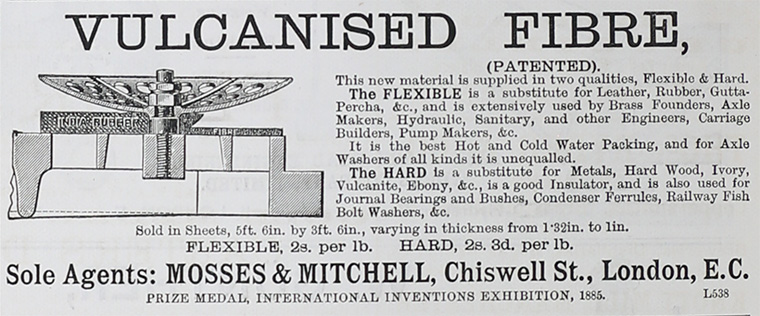 VULCANISED FIBRE,
(PATENTED).
This new material is supplied in two qualities, Flexible & Hard.
The FLEXIBLE is a substitute for Leather, Rubber, Gutta-
Percha, &c., and is extensively used by Brass Founders, Axle
Makers, Hydraulic, Sanitary, and other Engineers, Carriage
Builders, Pump Makers, &c.
It is the best Hot and Cold Water Packing, and for Axle
Washers of all kinds it is unequalled.
The HARD is a substitute for Metals, Hard Wood, Ivory,
Vulcanite, Ebony, &c., is a good Insulator, and is also used for
Journal Bearings and Bushes, Condenser Ferrules, Railway Fish
Bolt Washers, &c.
INDIA RUBBER
FIBRE
Sold in Sheets, 5ft. 6in. by 3ft. 6in., varying in thickness from 1·32in. to 1in.
FLEXIBLE, 2s. per lb. HARD, 2s. 3d. per lb.
Sole Agents: MOSSES & MITCHELL, Chiswell St., London, E.C.
PRIZE MEDAL, INTERNATIONAL INVENTIONS EXHIBITION, 1885. L538